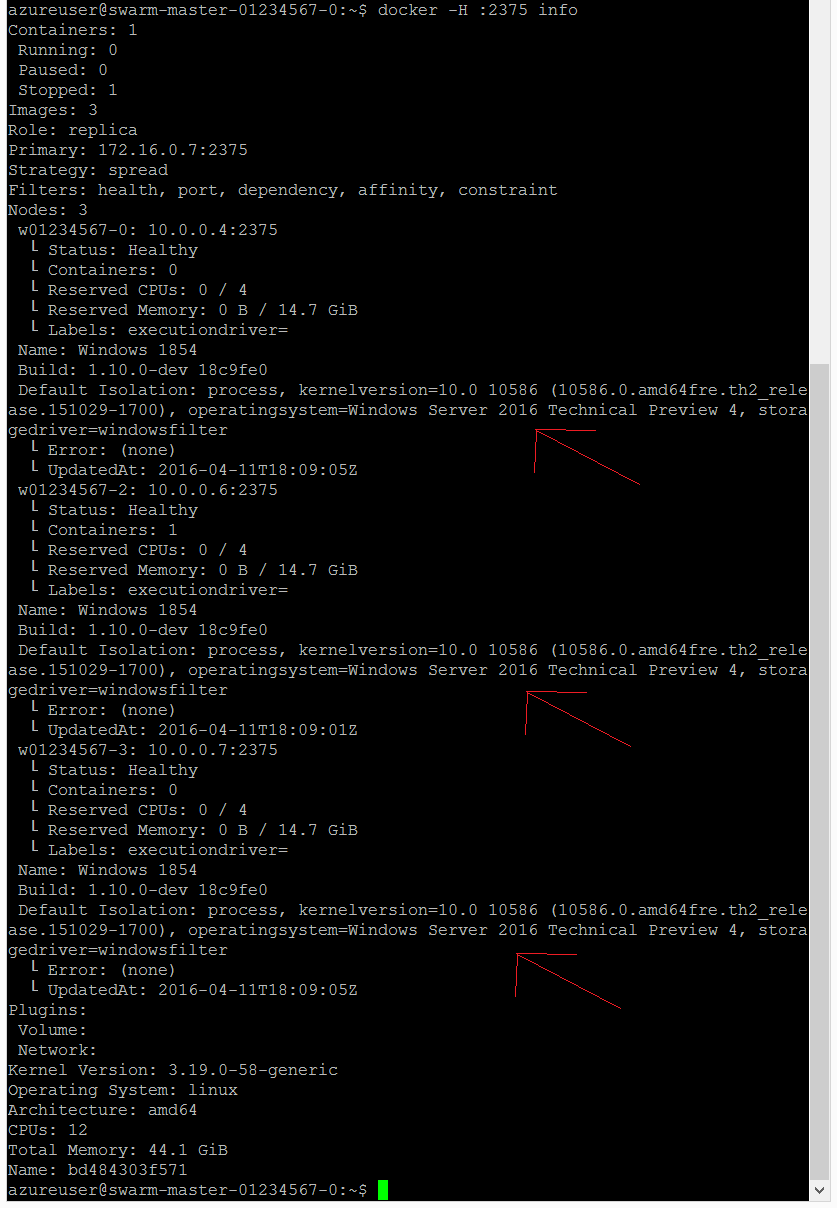 azureuser@swarm-master-01234567-0:~$ docker -H :2375 info
Containers: 1
 Running: 0
 Paused: 0
 Stopped: 1
Images: 3
Role: replica
Primary: 172.16.0.7:2375
Strategy: spread
Filters: health, port, dependency, affinity, constraint
Nodes: 3
 w01234567-0: 10.0.0.4:2375
  └ Status: Healthy
  └ Containers: 0
  └ Reserved CPUs: 0 / 4
  └ Reserved Memory: 0 B / 14.7 GiB
  └ Labels: executiondriver=
 Name: Windows 1854
 Build: 1.10.0-dev 18c9fe0
 Default Isolation: process, kernelversion=10.0 10586 (10586.0.amd64fre.th2_rele
ase.151029-1700), operatingsystem=Windows Server 2016 Technical Preview 4, stora
gedriver=windowsfilter
  └ Error: (none)
  └ UpdatedAt: 2016-04-11T18:09:05Z
 w01234567-2: 10.0.0.6:2375
  └ Status: Healthy
  └ Containers: 1
  └ Reserved CPUs: 0 / 4
  └ Reserved Memory: 0 B / 14.7 GiB
  └ Labels: executiondriver=
 Name: Windows 1854
 Build: 1.10.0-dev 18c9fe0
 Default Isolation: process, kernelversion=10.0 10586 (10586.0.amd64fre.th2_rele
ase.151029-1700), operatingsystem=Windows Server 2016 Technical Preview 4, stora
gedriver=windowsfilter
  └ Error: (none)
  └ UpdatedAt: 2016-04-11T18:09:01Z
 w01234567-3: 10.0.0.7:2375
  └ Status: Healthy
  └ Containers: 0
  └ Reserved CPUs: 0 / 4
  └ Reserved Memory: 0 B / 14.7 GiB
  └ Labels: executiondriver=
 Name: Windows 1854
 Build: 1.10.0-dev 18c9fe0
 Default Isolation: process, kernelversion=10.0 10586 (10586.0.amd64fre.th2_rele
ase.151029-1700), operatingsystem=Windows Server 2016 Technical Preview 4, stora
gedriver=windowsfilter
  └ Error: (none)
  └ UpdatedAt: 2016-04-11T18:09:05Z
Plugins:
 Volume:
 Network:
Kernel Version: 3.19.0-58-generic
Operating System: linux
Architecture: amd64
CPUs: 12
Total Memory: 44.1 GiB
Name: bd484303f571
azureuser@swarm-master-01234567-0:~$